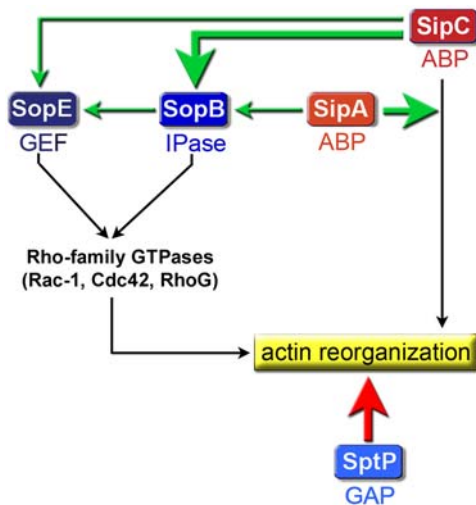 SipC
ABP
SopE
SopB
SipA
GEF
IPase
ABP
Rho-family GTPases
(Rac-1, Cdc42, RhoG)
actin reorganization
SptP
GAP